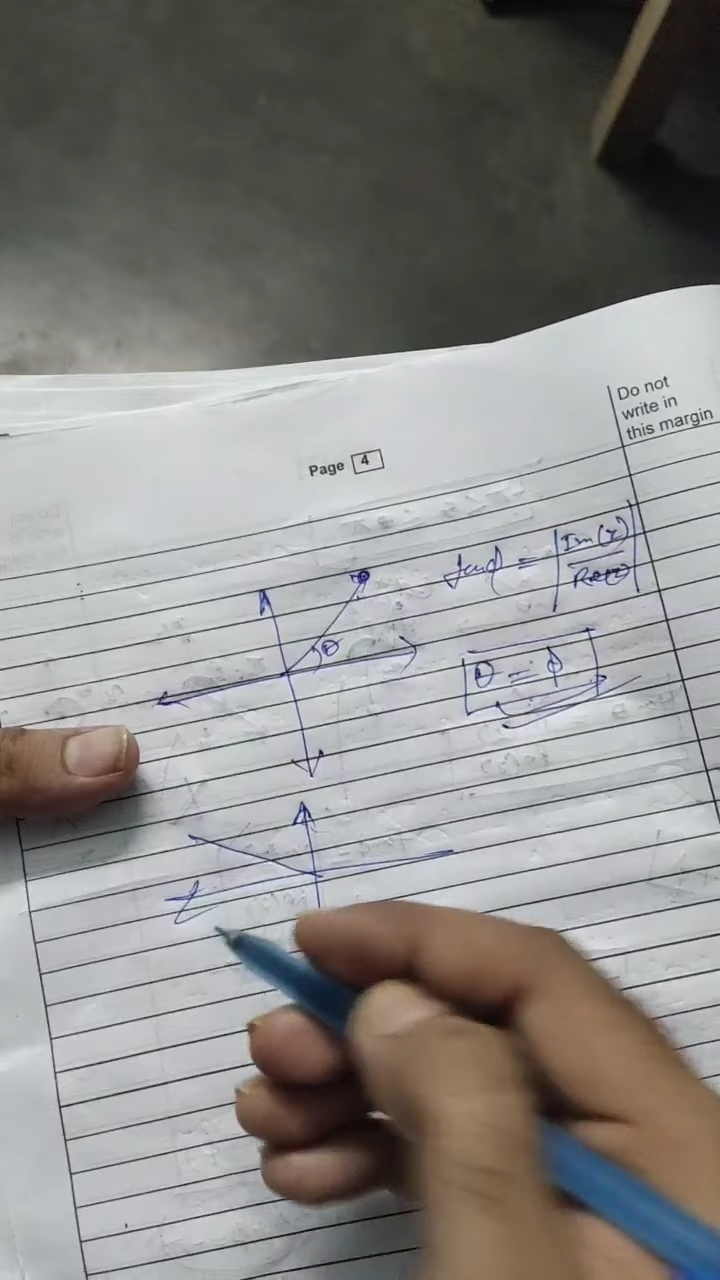 Do not
write in
this margin
Page 4
tanϕ = |Im(z)/Re(z)|
θ
θ = ϕ